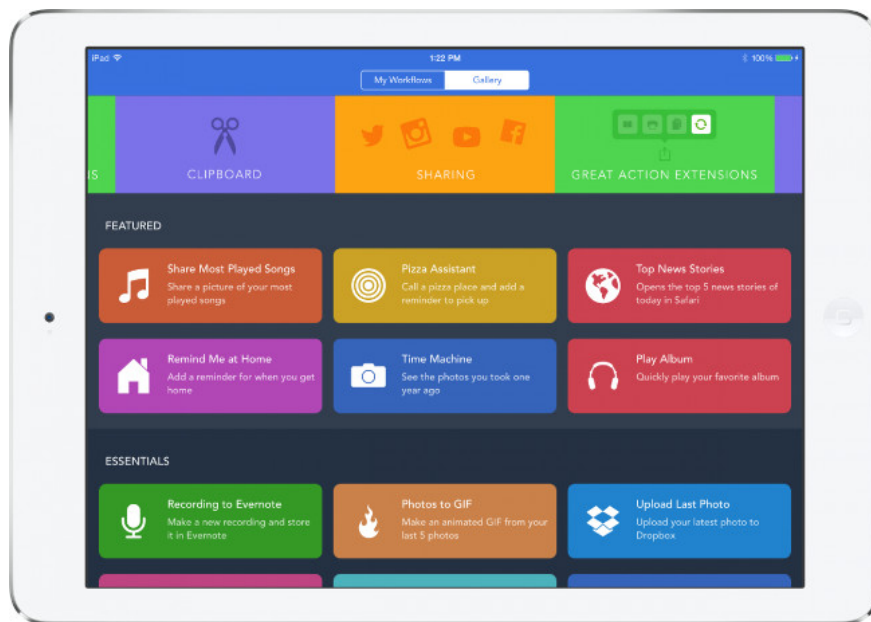 iPad
1:22 PM
100%
My Workflows
Gallery
NS
CLIPBOARD
SHARING
GREAT ACTION EXTENSIONS
FEATURED
Share Most Played Songs
Share a picture of your most
played songs
Pizza Assistant
Call a pizza place and add a
reminder to pick up
Top News Stories
Opens the top 5 news stories of
today in Safari
Remind Me at Home
Add a reminder for when you get
home
Time Machine
See the photos you took one
year ago
Play Album
Quickly play your favorite album
ESSENTIALS
Recording to Evernote
Make a new recording and store
it in Evernote
Photos to GIF
Make an animated GIF from your
last 5 photos
Upload Last Photo
Upload your latest photo to
Dropbox